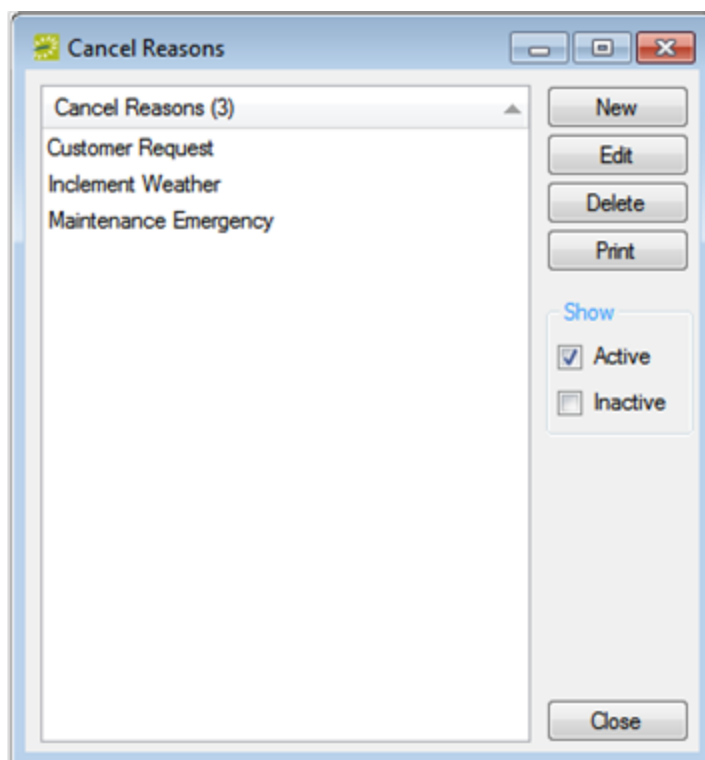 Cancel Reasons
Cancel Reasons (3)
Customer Request
Inclement Weather
Maintenance Emergency
New
Edit
Delete
Print
Show
Active
Inactive
Close